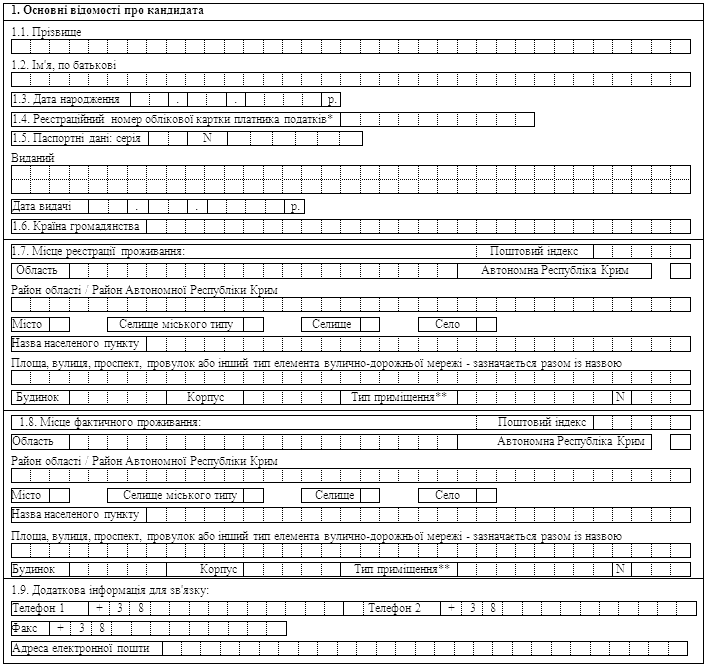 1. Основні відомості про кандидата
1.1. Прізвище
1.2. Ім'я, по батькові
1.3. Дата народження . . р.
1.4. Реєстраційний номер облікової картки платника податків*
1.5. Паспортні дані: серія N
Виданий
Дата видачі . . р.
1.6. Країна громадянства
1.7. Місце реєстрації проживання: Поштовий індекс
Область Автономна Республіка Крим
Район області / Район Автономної Республіки Крим
Місто Селище міського типу Селище Село
Назва населеного пункту
Площа, вулиця, проспект, провулок або інший тип елемента вулично-дорожньої мережі - зазначається разом із назвою
Будинок Корпус Тип приміщення** N
1.8. Місце фактичного проживання: Поштовий індекс
Область Автономна Республіка Крим
Район області / Район Автономної Республіки Крим
Місто Селище міського типу Селище Село
Назва населеного пункту
Площа, вулиця, проспект, провулок або інший тип елемента вулично-дорожньої мережі - зазначається разом із назвою
Будинок Корпус Тип приміщення** N
1.9. Додаткова інформація для зв'язку:
Телефон 1 + 3 8 Телефон 2 + 3 8
Факс + 3 8
Адреса електронної пошти